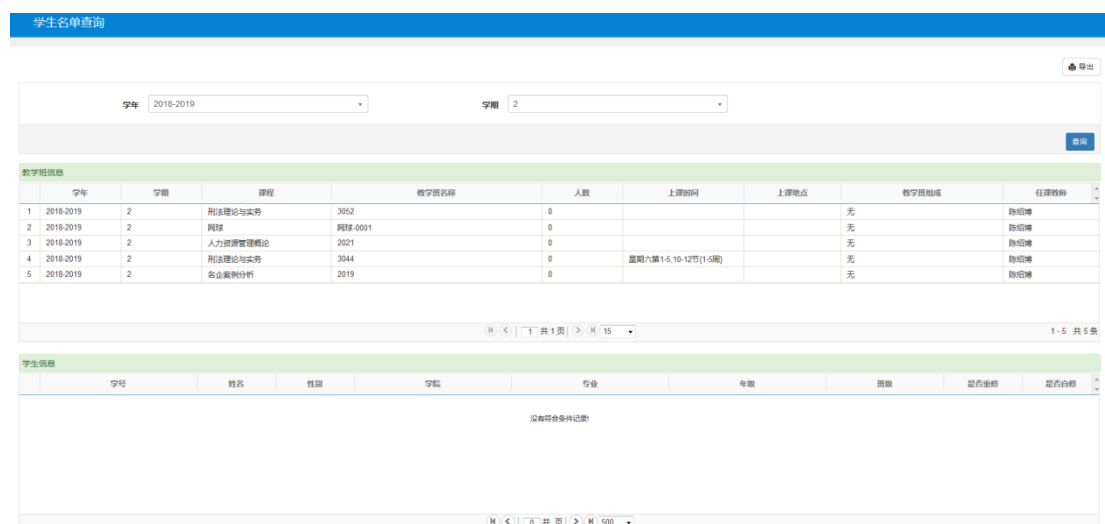 学生名单查询
导出
学年 2018-2019 学期 2
查询
教学班信息
学年 学期 课程 教学班名称 人数 上课时间 上课地点 教学班组成 任课教师
1 2018-2019 2 刑法理论与实务 3052 0 无 陈绍博
2 2018-2019 2 网球 网球-0001 0 无 陈绍博
3 2018-2019 2 人力资源管理概论 2021 0 无 陈绍博
4 2018-2019 2 刑法理论与实务 3044 0 星期六第1-5,10-12节{1-5周} 无 陈绍博
5 2018-2019 2 名企案例分析 2019 0 无 陈绍博
1 共 1 页 15 1 - 5 共 5 条
学生信息
学号 姓名 性别 学院 专业 年级 班级 是否重修 是否自修
没有符合条件记录!
0 共 页 500